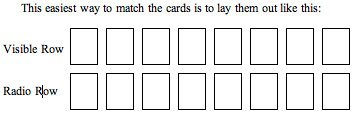 This easiest way to match the cards is to lay them out like this:
Visible Row
Radio Row